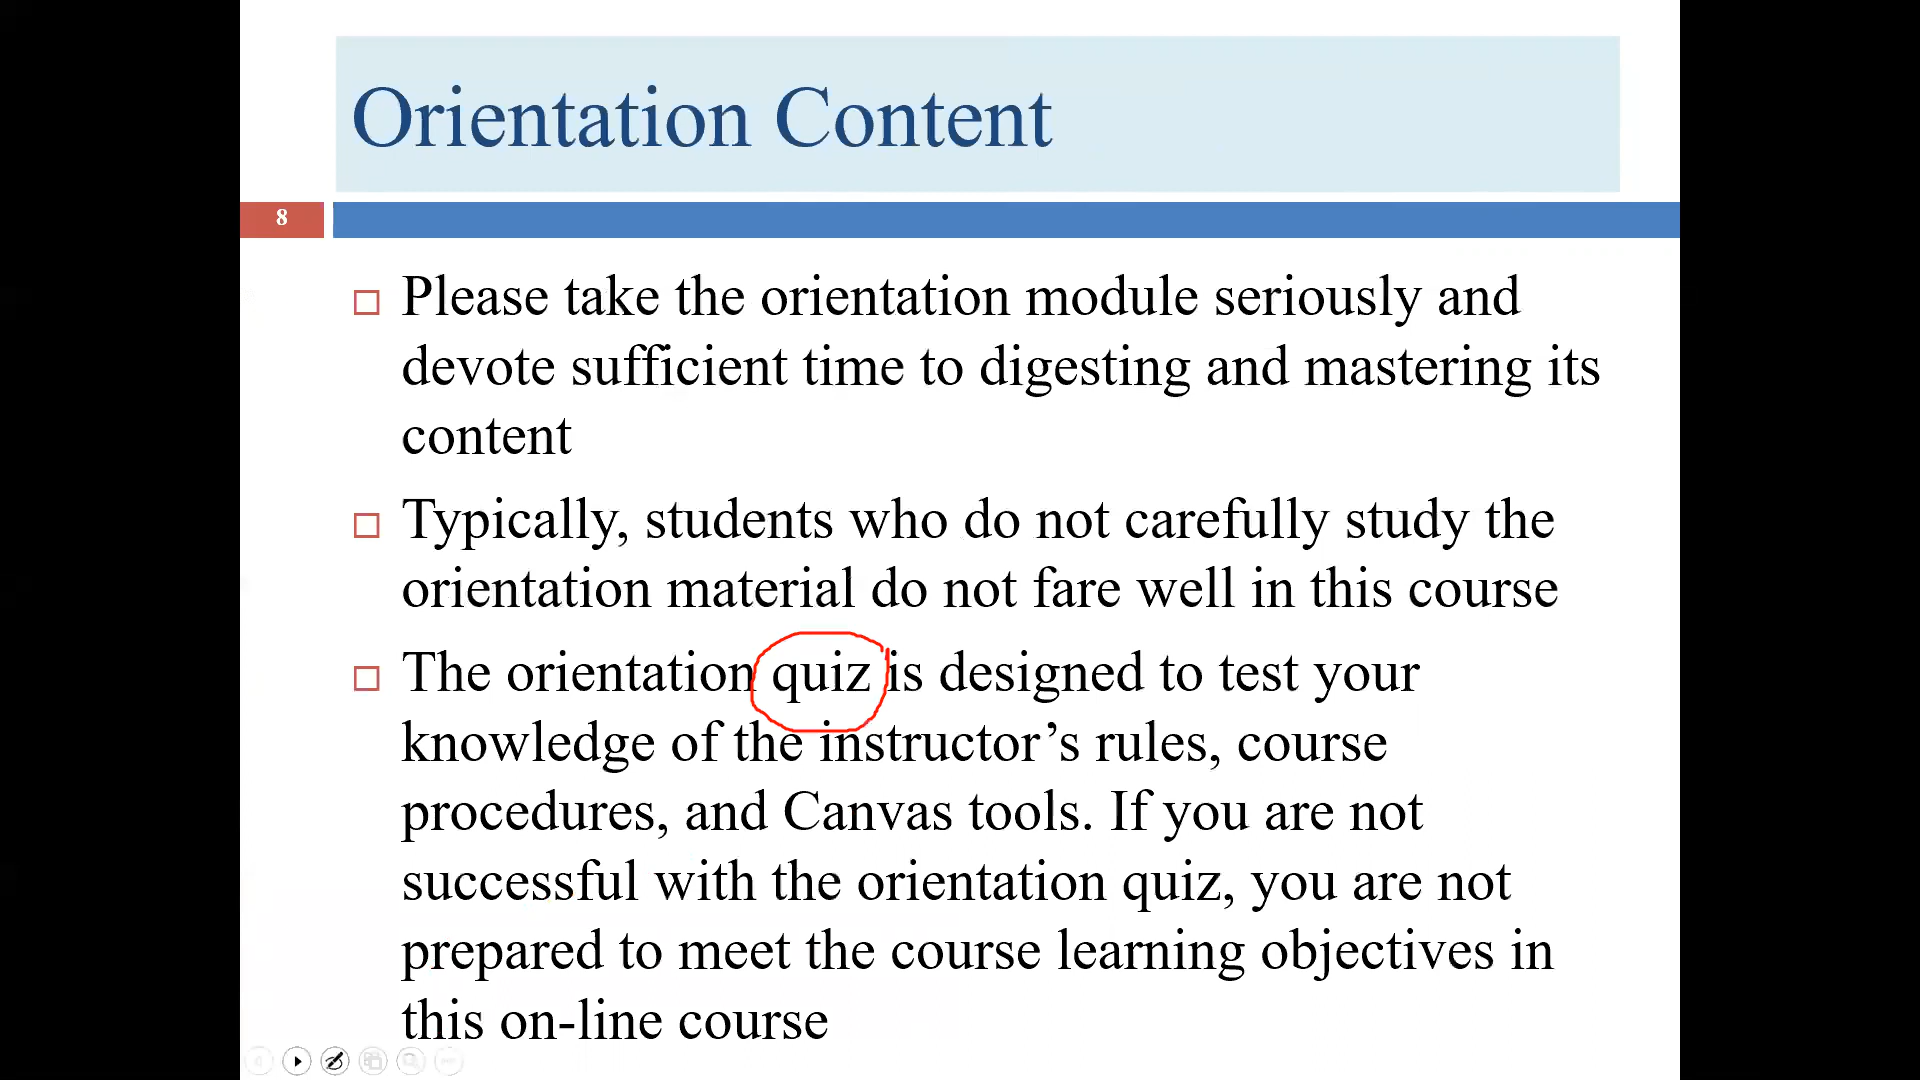 Orientation Content
8
Please take the orientation module seriously and
devote sufficient time to digesting and mastering its
content
Typically, students who do not carefully study the
orientation material do not fare well in this course
The orientation quiz is designed to test your
knowledge of the instructor’s rules, course
procedures, and Canvas tools. If you are not
successful with the orientation quiz, you are not
prepared to meet the course learning objectives in
this on-line course